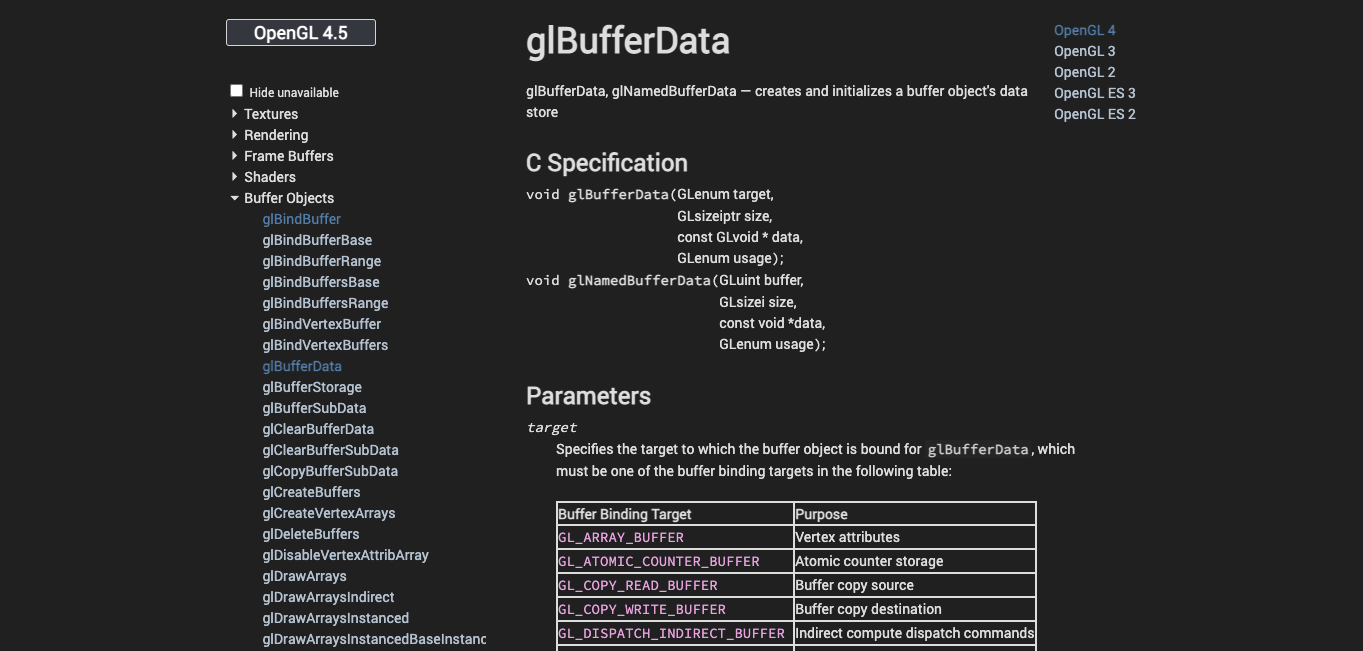 OpenGL 4.5
Hide unavailable
Textures
Rendering
Frame Buffers
Shaders
Buffer Objects
glBindBuffer
glBindBufferBase
glBindBufferRange
glBindBuffersBase
glBindBuffersRange
glBindVertexBuffer
glBindVertexBuffers
glBufferData
glBufferStorage
glBufferSubData
glClearBufferData
glClearBufferSubData
glCopyBufferSubData
glCreateBuffers
glCreateVertexArrays
glDeleteBuffers
glDisableVertexAttribArray
glDrawArrays
glDrawArraysIndirect
glDrawArraysInstanced
glDrawArraysInstancedBaseInstanc
glBufferData
glBufferData, glNamedBufferData — creates and initializes a buffer object's data
store
C Specification
void glBufferData(GLenum target,
GLsizeiptr size,
const GLvoid * data,
GLenum usage);
void glNamedBufferData(GLuint buffer,
GLsizei size,
const void *data,
GLenum usage);
Parameters
target
Specifies the target to which the buffer object is bound for glBufferData, which
must be one of the buffer binding targets in the following table:
Buffer Binding Target Purpose
GL_ARRAY_BUFFER Vertex attributes
GL_ATOMIC_COUNTER_BUFFER Atomic counter storage
GL_COPY_READ_BUFFER Buffer copy source
GL_COPY_WRITE_BUFFER Buffer copy destination
GL_DISPATCH_INDIRECT_BUFFER Indirect compute dispatch commands
OpenGL 4
OpenGL 3
OpenGL 2
OpenGL ES 3
OpenGL ES 2